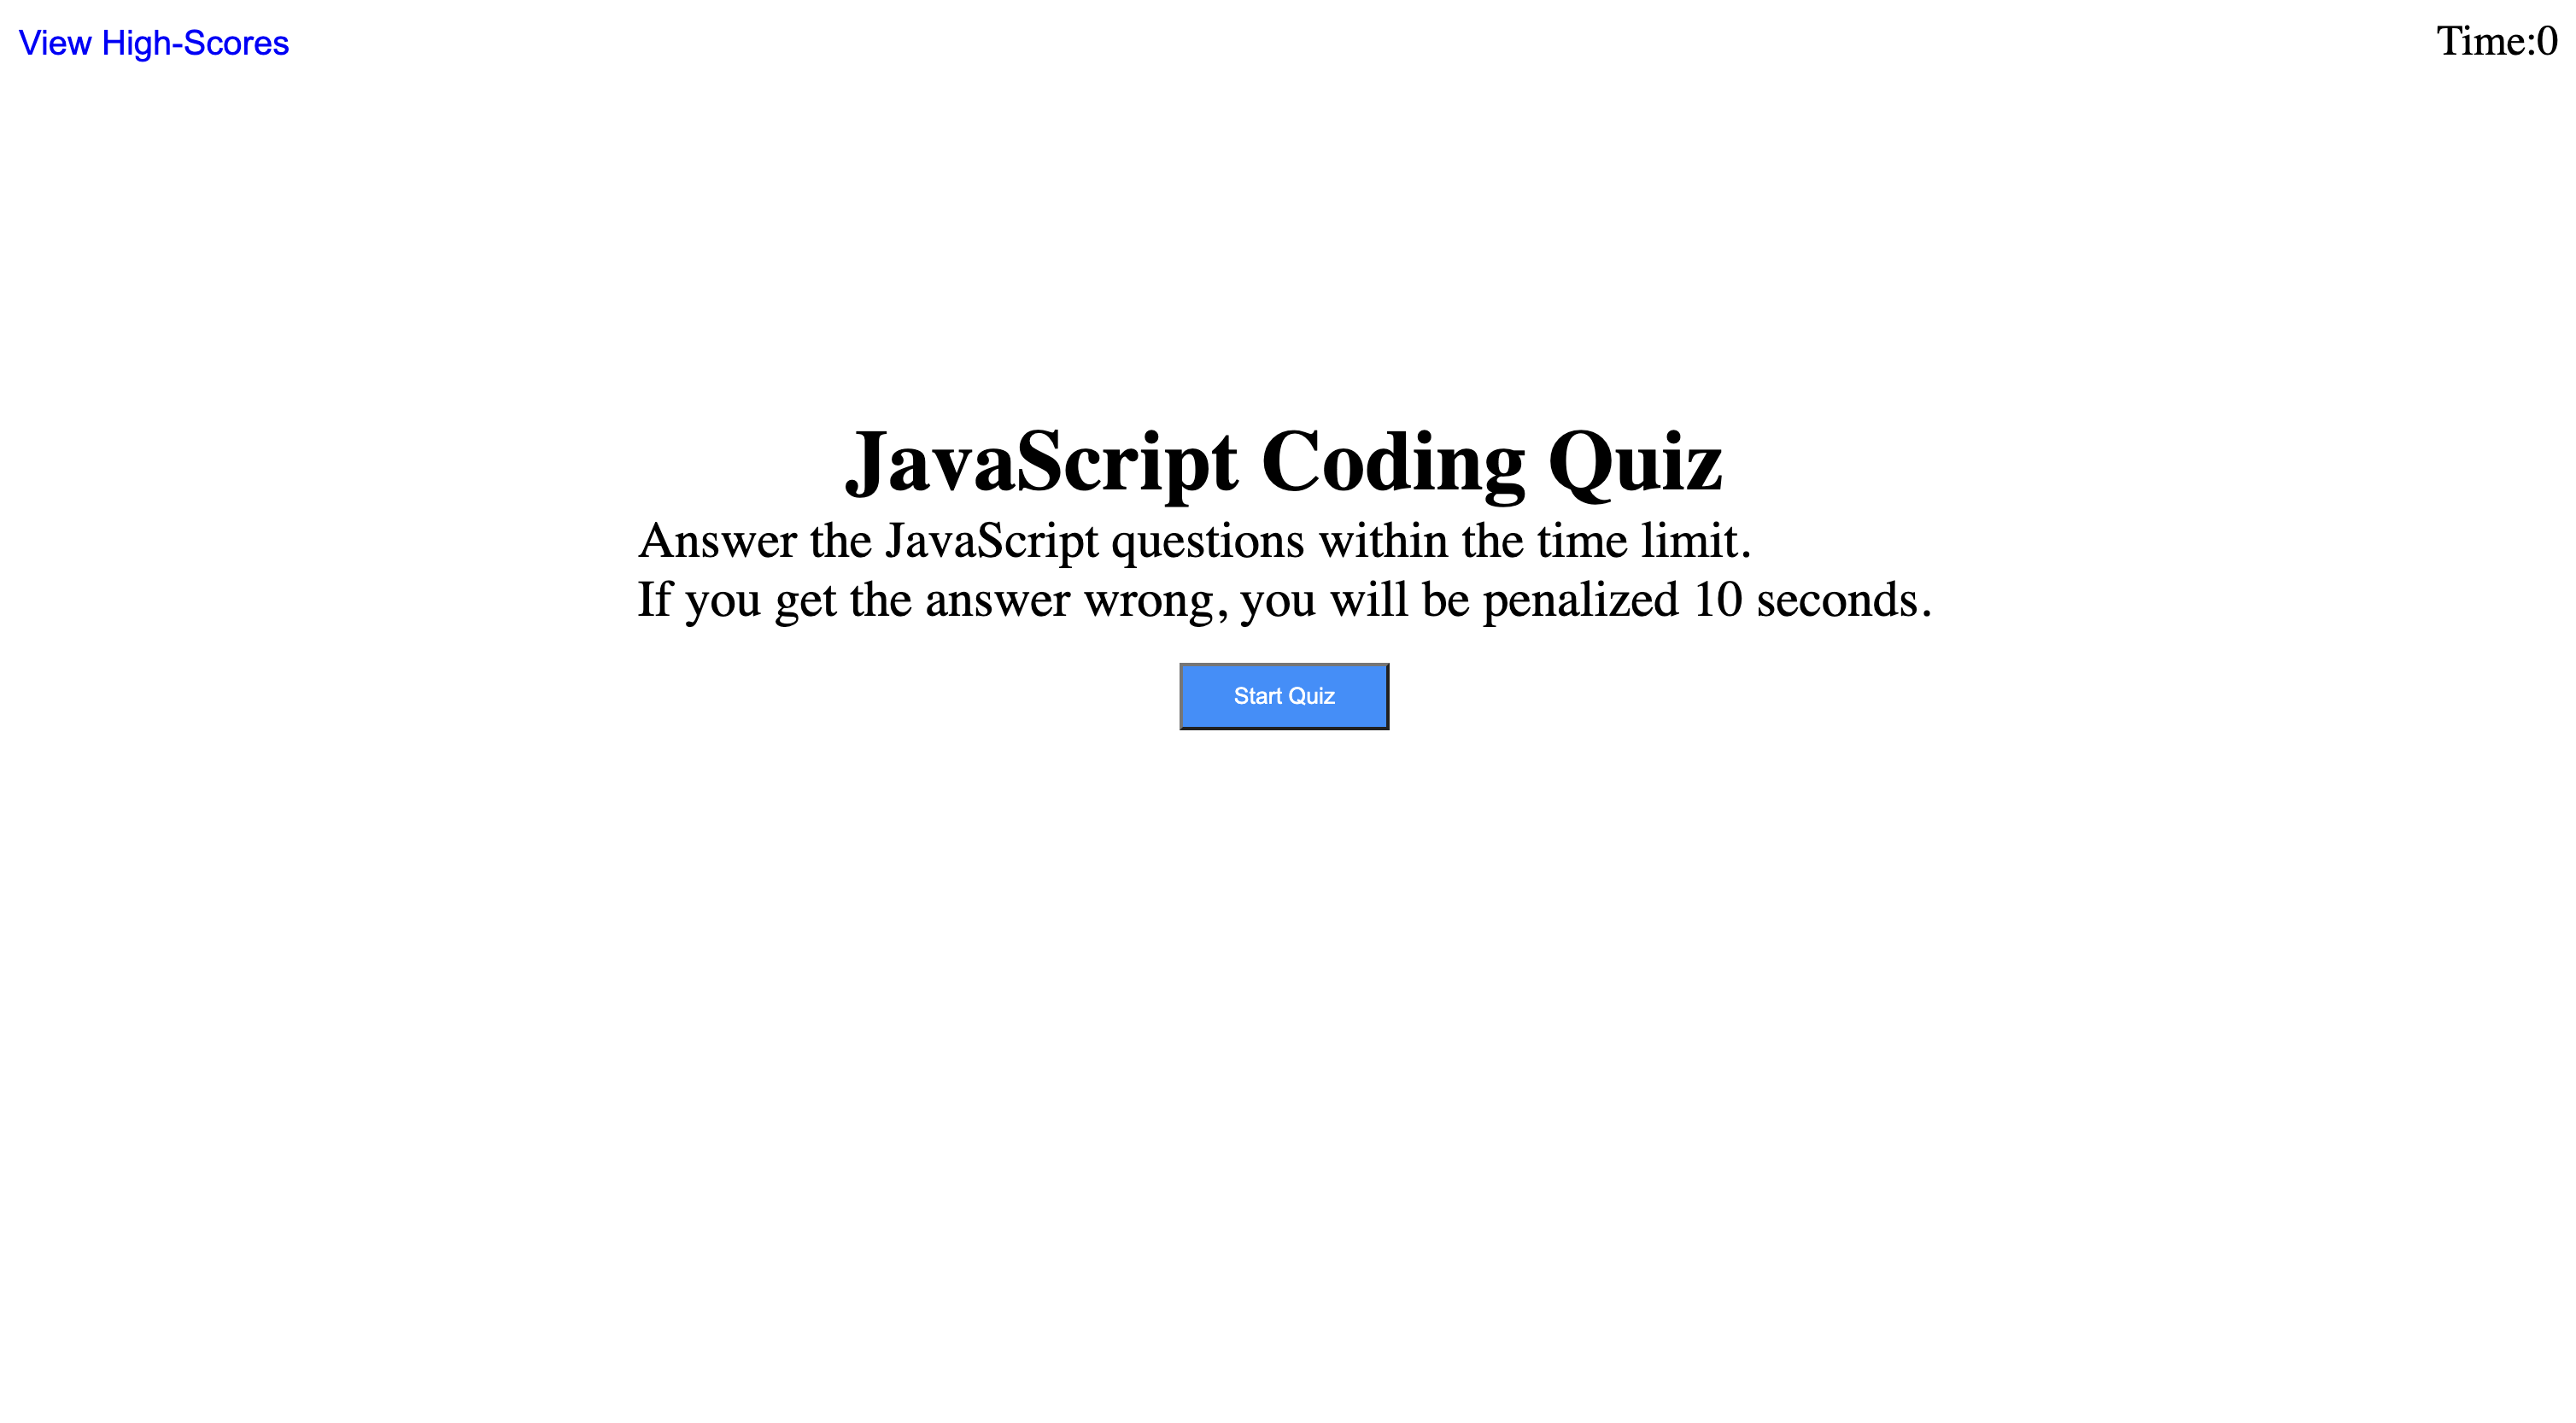 View High-Scores
Time:0
JavaScript Coding Quiz
Answer the JavaScript questions within the time limit.
If you get the answer wrong, you will be penalized 10 seconds.
Start Quiz